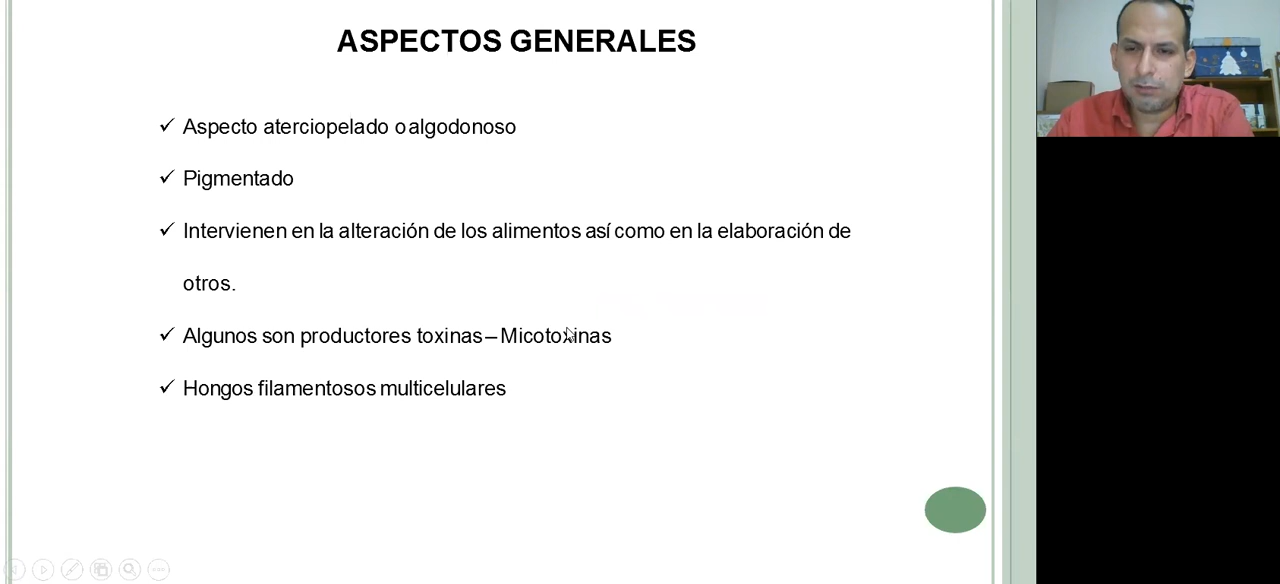 ASPECTOS GENERALES
✓ Aspecto aterciopelado o algodonoso
✓ Pigmentado
✓ Intervienen en la alteración de los alimentos así como en la elaboración de
otros.
✓ Algunos son productores toxinas – Micotoxinas
✓ Hongos filamentosos multicelulares